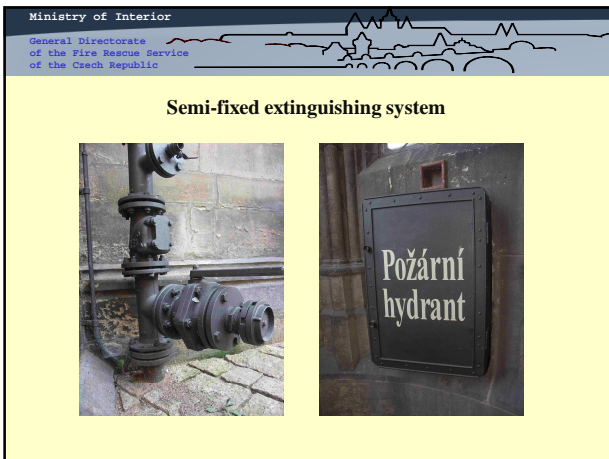 Ministry of Interior
General Directorate
of the Fire Rescue Service
of the Czech Republic
Semi-fixed extinguishing system
Požární
hydrant